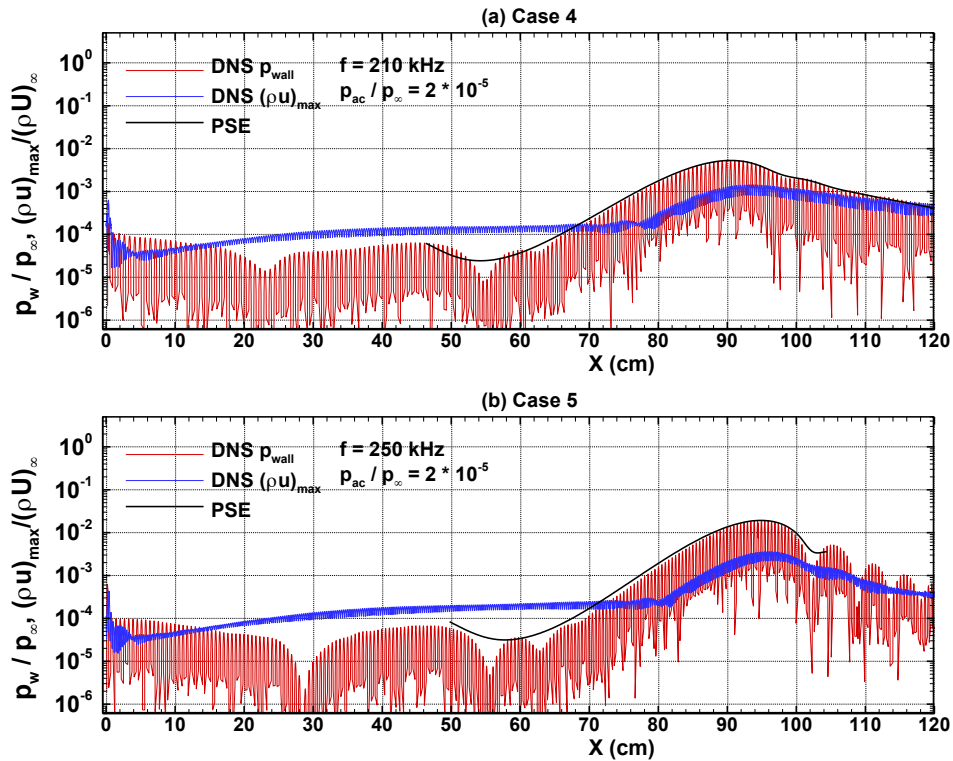 (a) Case 4
p_w / p_∞, (ρu)_max/(ρU)_∞
10^0
10^-1
10^-2
10^-3
10^-4
10^-5
10^-6
DNS p_wall
DNS (ρu)_max
PSE
f = 210 kHz
p_ac / p_∞ = 2 * 10^-5
0 10 20 30 40 50 60 70 80 90 100 110 120
X (cm)
(b) Case 5
p_w / p_∞, (ρu)_max/(ρU)_∞
10^0
10^-1
10^-2
10^-3
10^-4
10^-5
10^-6
DNS p_wall
DNS (ρu)_max
PSE
f = 250 kHz
p_ac / p_∞ = 2 * 10^-5
0 10 20 30 40 50 60 70 80 90 100 110 120
X (cm)